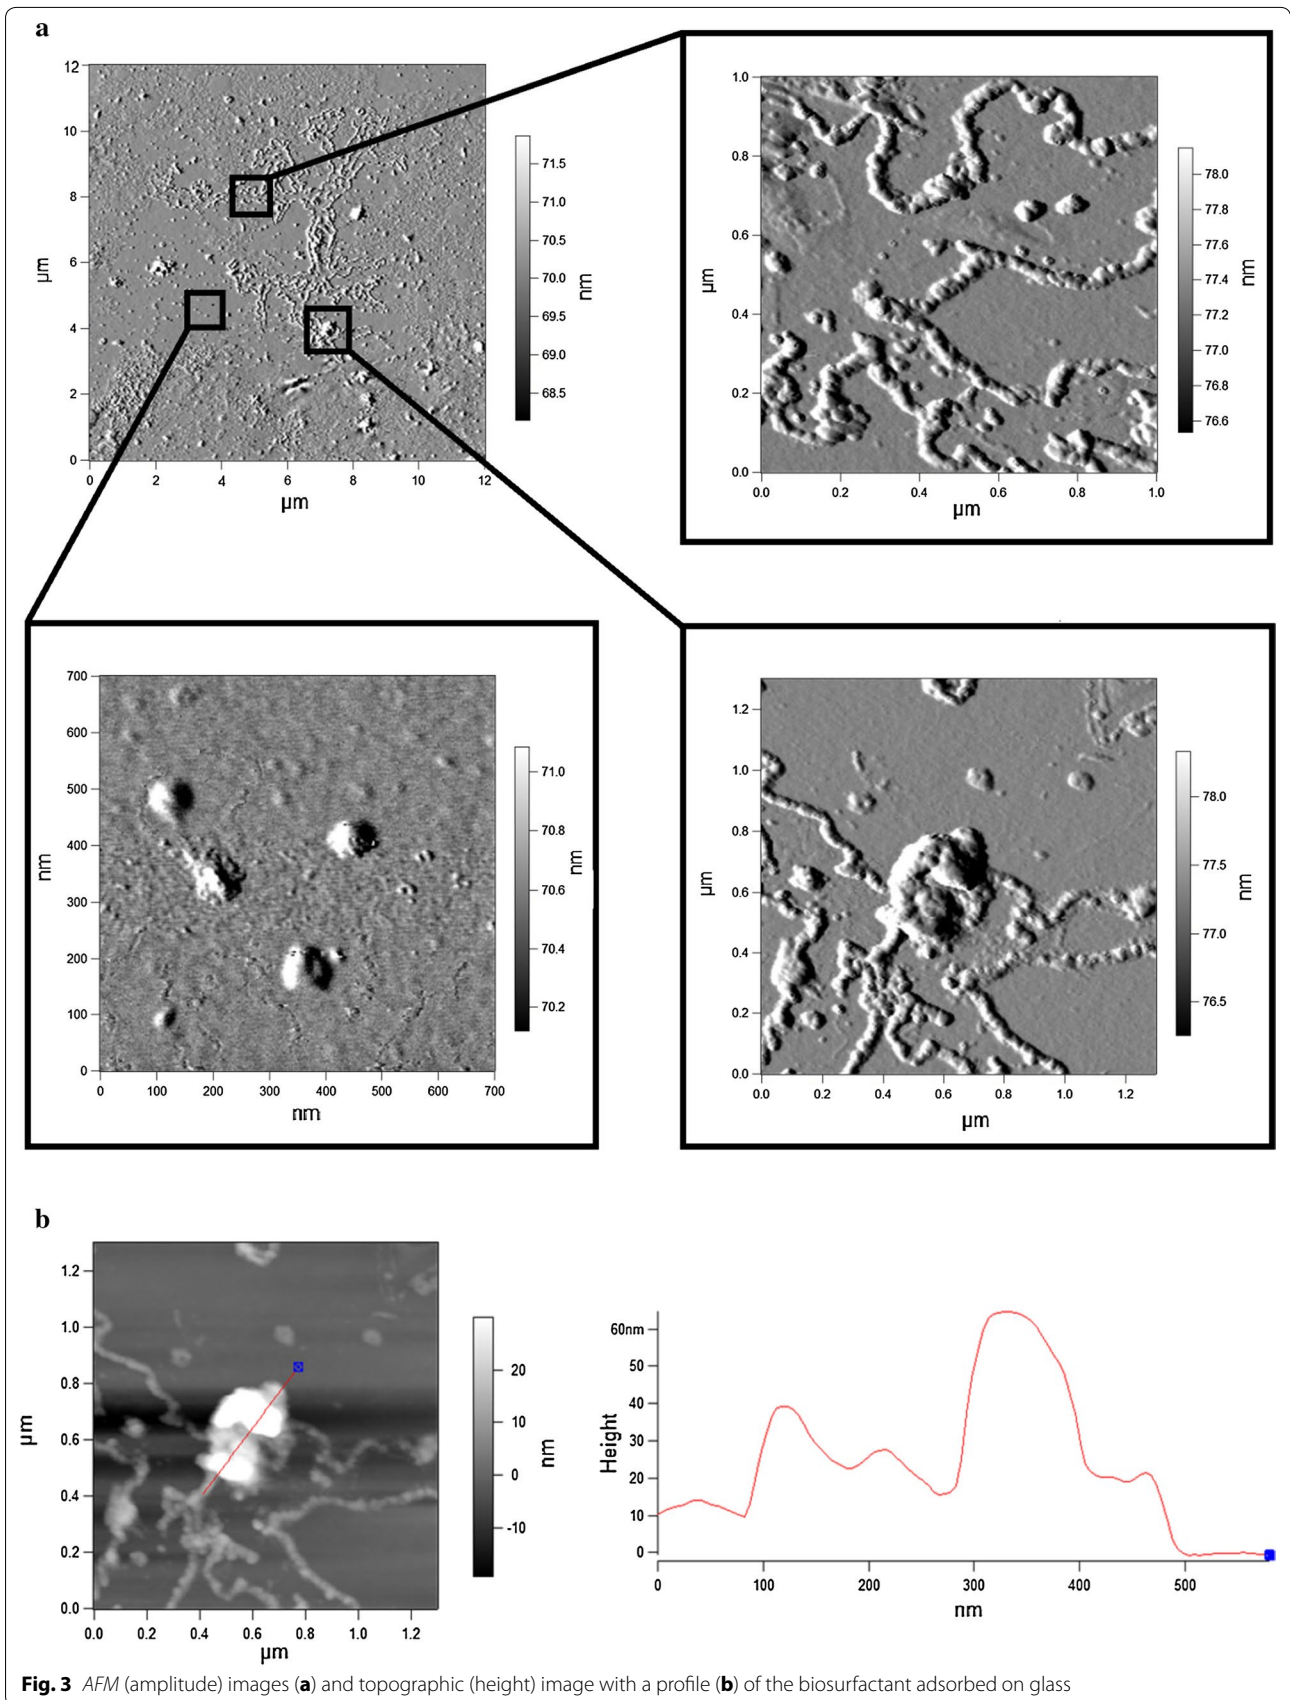 a
12
10
8
6
4
2
0
µm
0 2 4 6 8 10 12
µm
71.5
71.0
70.5
70.0
69.5
69.0
68.5
nm
1.0
0.8
0.6
0.4
0.2
0.0
µm
0.0 0.2 0.4 0.6 0.8 1.0
µm
78.0
77.8
77.6
77.4
77.2
77.0
76.8
76.6
nm
700
600
500
400
300
200
100
0
nm
0 100 200 300 400 500 600 700
nm
71.0
70.8
70.6
70.4
70.2
nm
1.2
1.0
0.8
0.6
0.4
0.2
0.0
µm
0.0 0.2 0.4 0.6 0.8 1.0 1.2
µm
78.0
77.5
77.0
76.5
nm
b
1.2
1.0
0.8
0.6
0.4
0.2
0.0
µm
0.0 0.2 0.4 0.6 0.8 1.0 1.2
µm
20
10
0
-10
nm
60nm
50
40
30
20
10
0
Height
0 100 200 300 400 500
nm
Fig. 3 AFM (amplitude) images (a) and topographic (height) image with a profile (b) of the biosurfactant adsorbed on glass